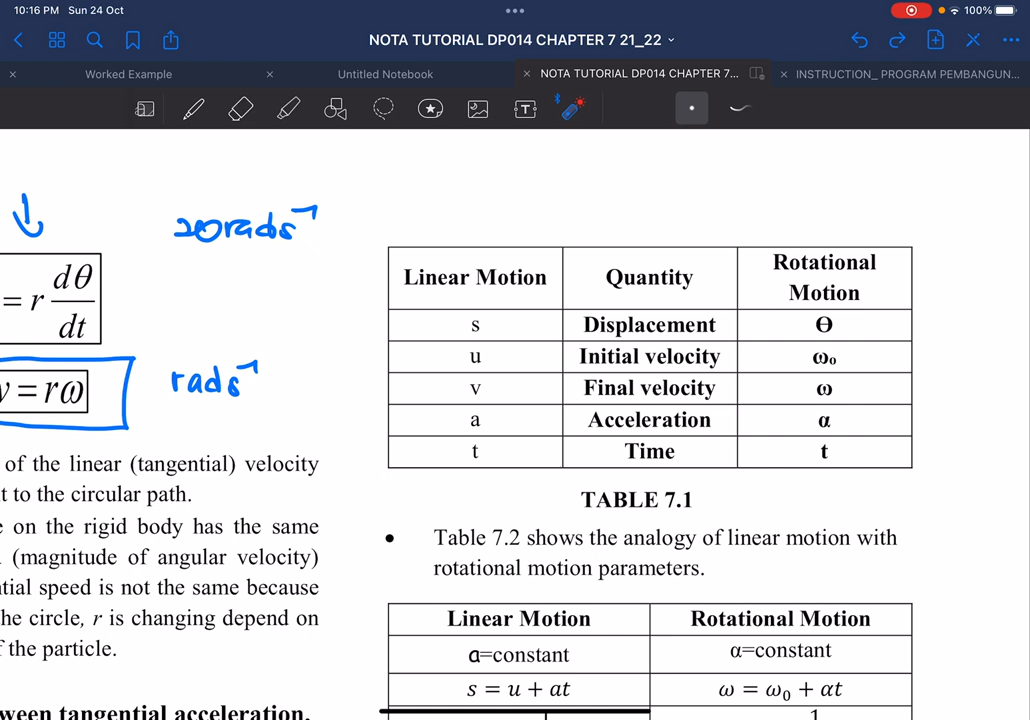 10:16 PM Sun 24 Oct
100%
NOTA TUTORIAL DP014 CHAPTER 7 21_22
Worked Example
Untitled Notebook
NOTA TUTORIAL DP014 CHAPTER 7...
INSTRUCTION_ PROGRAM PEMBANGUN...
20rads⁻¹
= r dθ/dt
v = rω
rads⁻¹
of the linear (tangential) velocity
t to the circular path.
e on the rigid body has the same
(magnitude of angular velocity)
ntial speed is not the same because
the circle, r is changing depend on
f the particle.
ween tangential acceleration,
Linear Motion Quantity Rotational Motion
s Displacement Θ
u Initial velocity ω₀
v Final velocity ω
a Acceleration α
t Time t
TABLE 7.1
• Table 7.2 shows the analogy of linear motion with
rotational motion parameters.
Linear Motion Rotational Motion
a=constant α=constant
s = u + at ω = ω₀ + αt
1